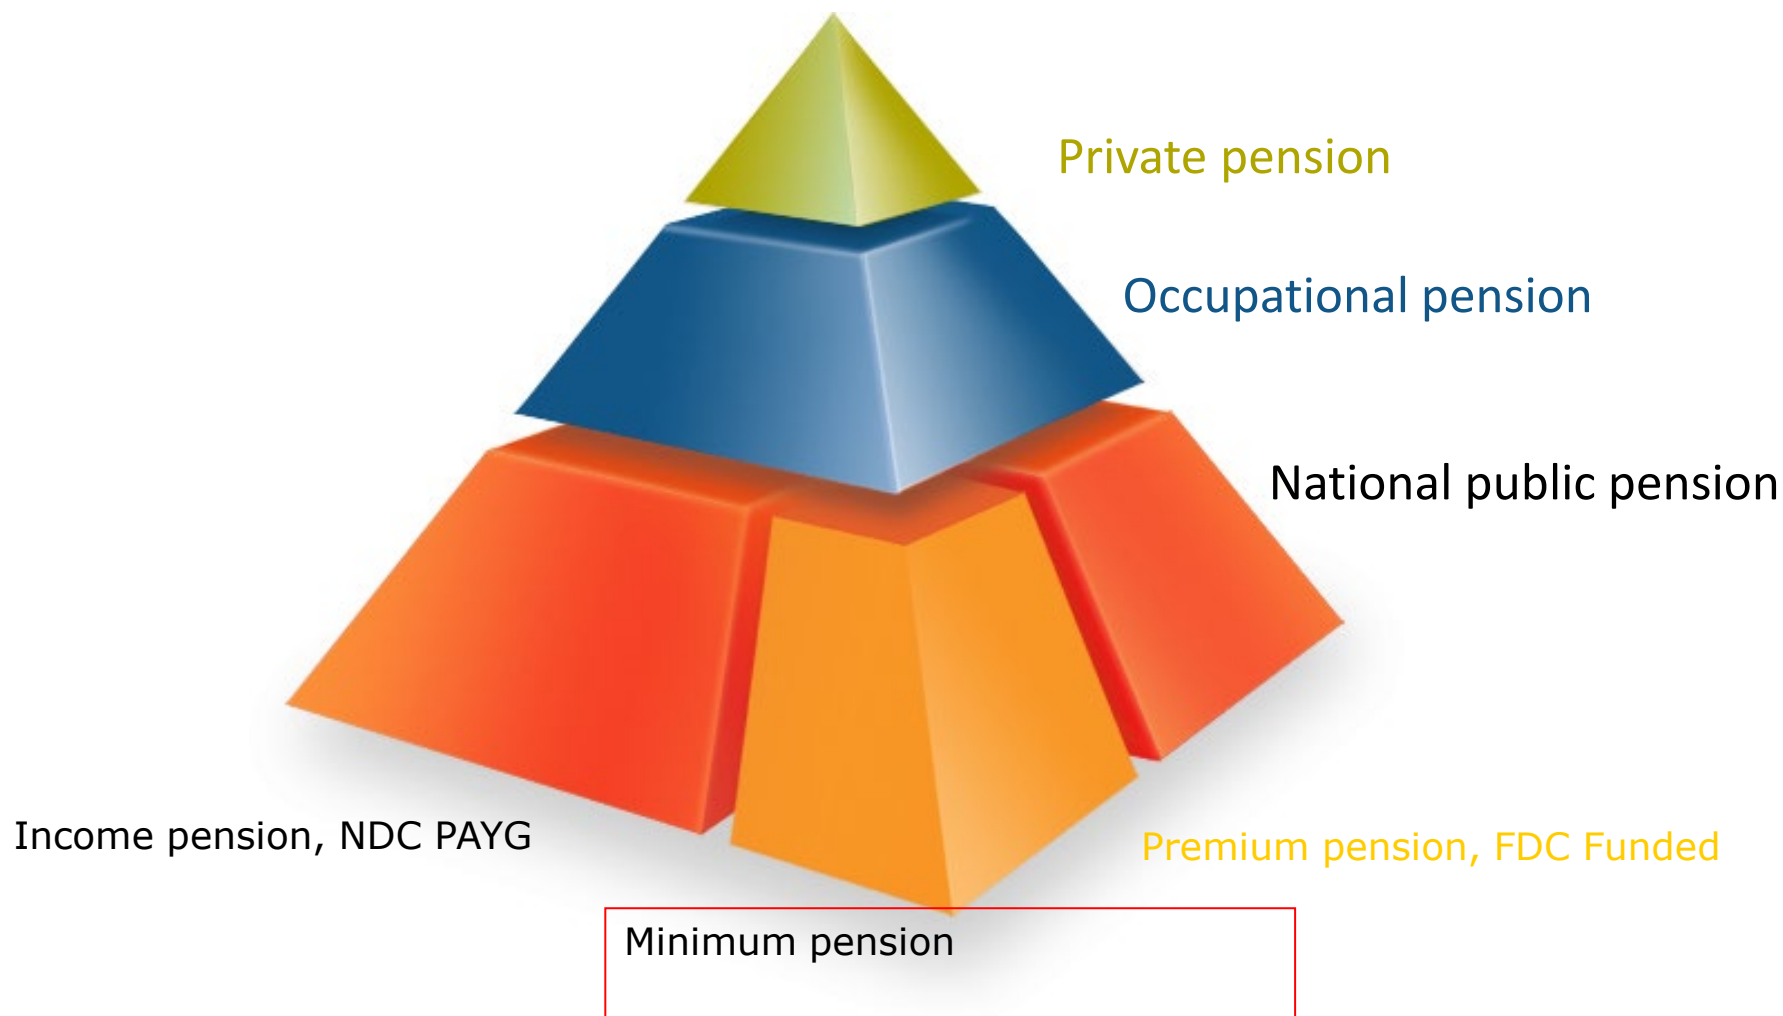 Private pension
Occupational pension
National public pension
Income pension, NDC PAYG
Premium pension, FDC Funded
Minimum pension